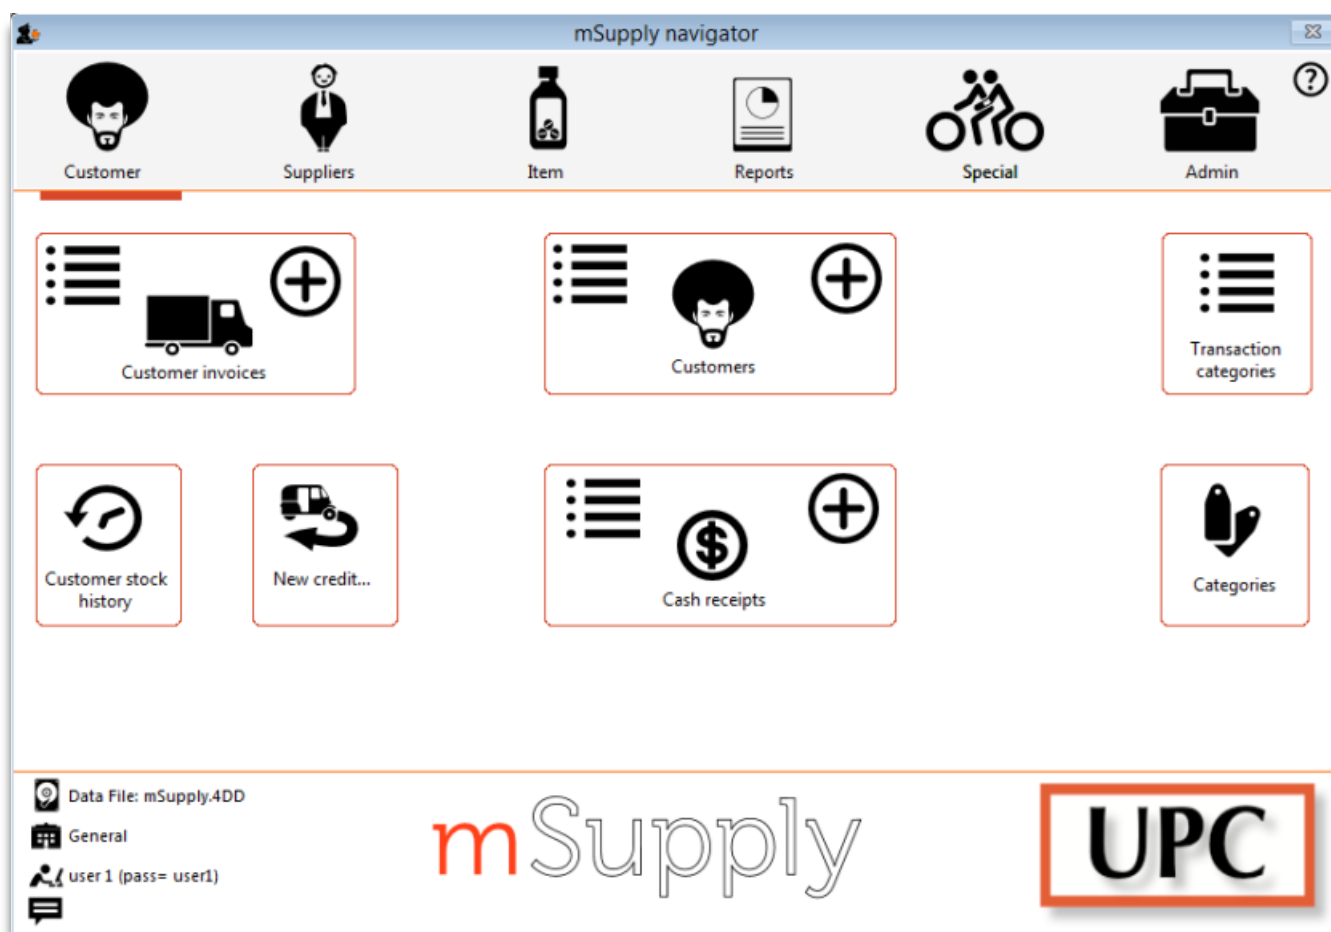 mSupply navigator
Customer
Suppliers
Item
Reports
Special
Admin
?
Customer invoices
Customers
Transaction
categories
Customer stock
history
New credit...
$
Cash receipts
Categories
Data File: mSupply.4DD
General
user 1 (pass= user1)
mSupply
UPC